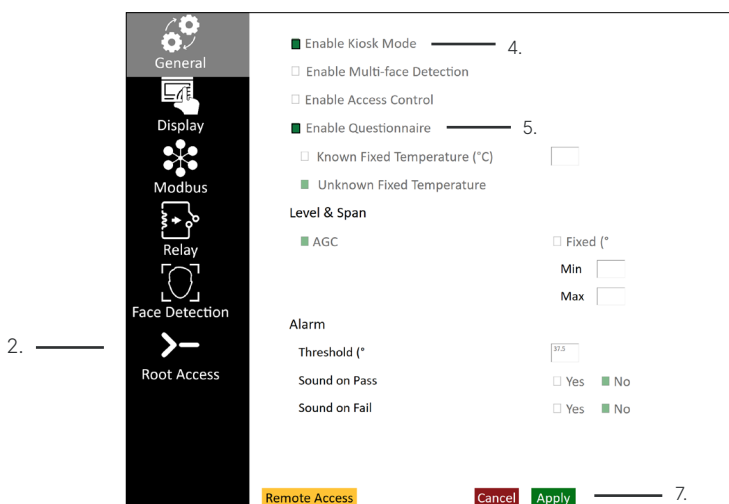 General
Display
Modbus
Relay
Face Detection
2.
Root Access
Enable Kiosk Mode 4.
Enable Multi-face Detection
Enable Access Control
Enable Questionnaire 5.
Known Fixed Temperature (°C)
Unknown Fixed Temperature
Level & Span
AGC Fixed (°
Min
Max
Alarm
Threshold (° 37.5
Sound on Pass Yes No
Sound on Fail Yes No
Remote Access Cancel Apply 7.